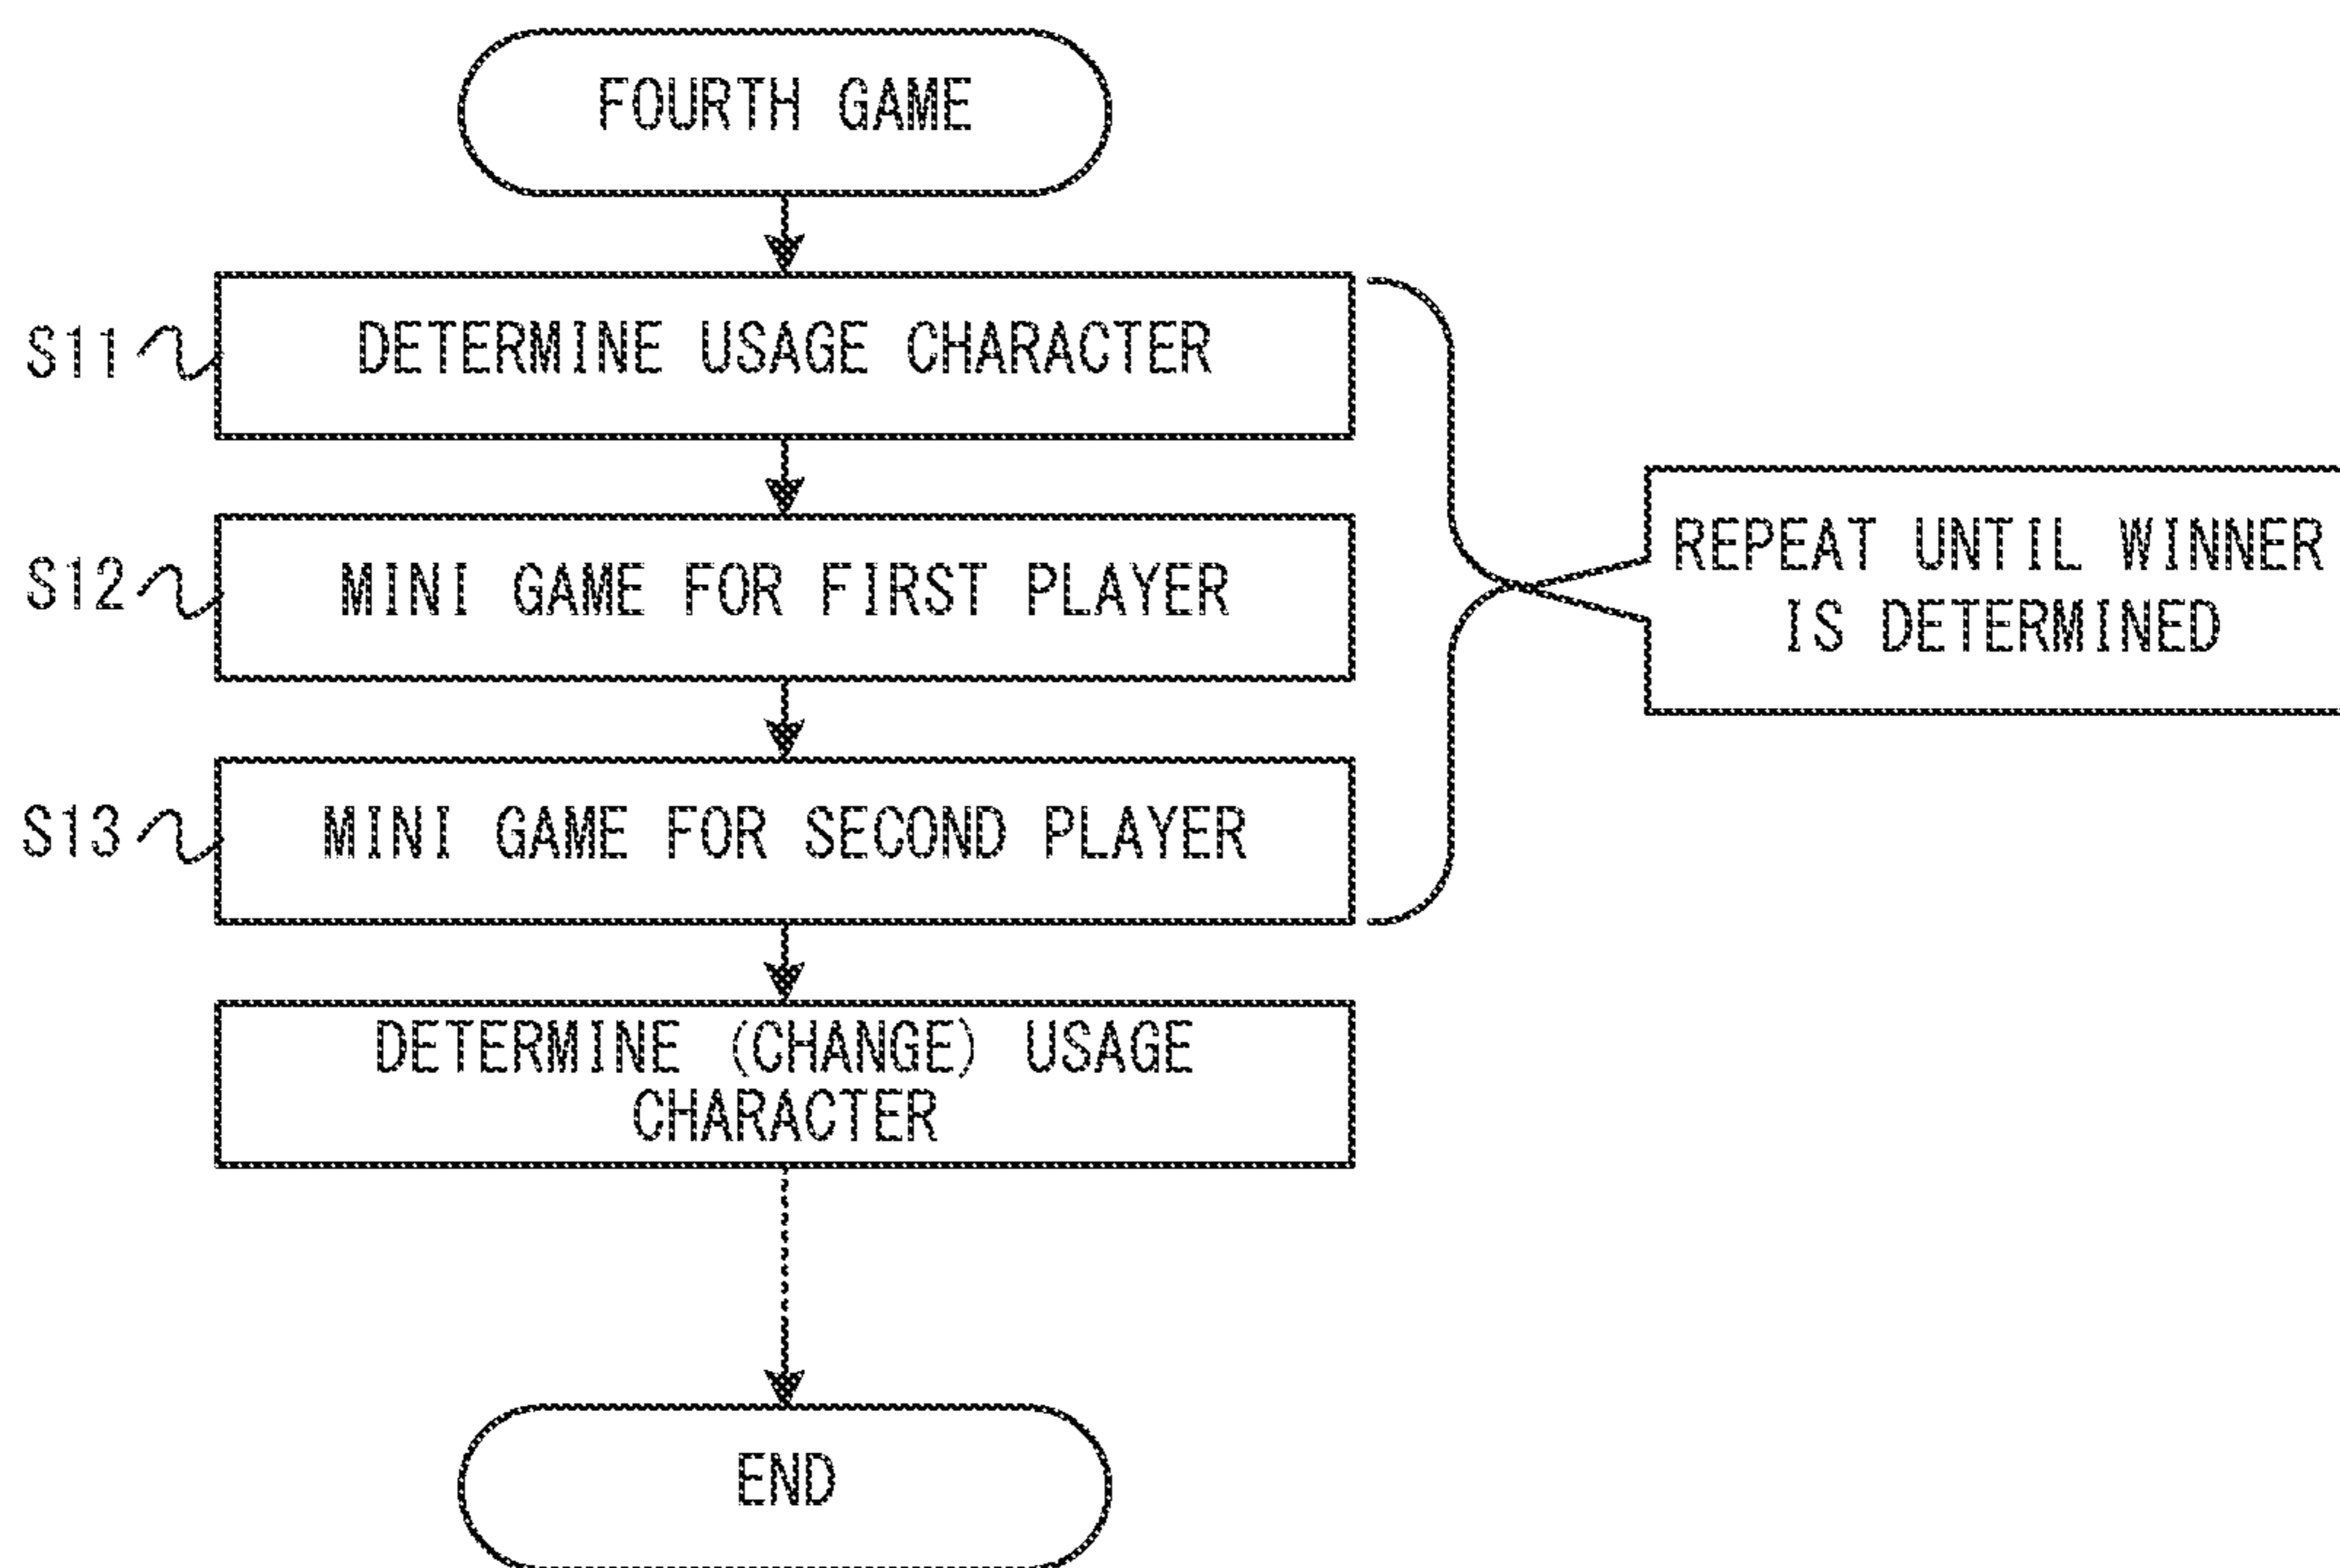 FOURTH GAME
S11
DETERMINE USAGE CHARACTER
S12
MINI GAME FOR FIRST PLAYER
REPEAT UNTIL WINNER
IS DETERMINED
S13
MINI GAME FOR SECOND PLAYER
DETERMINE (CHANGE) USAGE
CHARACTER
END